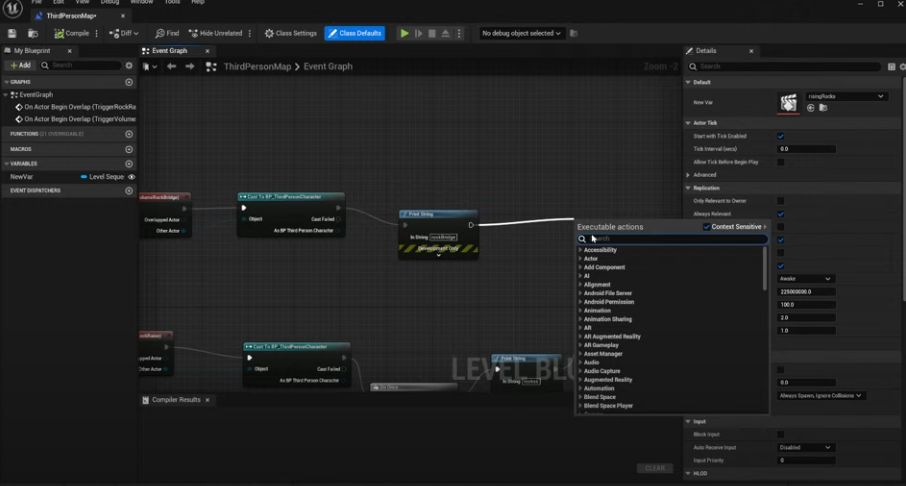 File Edit View Debug Window Tools Help
ThirdPersonMap•
Compile Diff Find Hide Unrelated Class Settings Class Defaults No debug object selected
My Blueprint
Add Search
GRAPHS
EventGraph
On Actor Begin Overlap (TriggerRockRa
On Actor Begin Overlap (TriggerVolume
FUNCTIONS (21 OVERRIDABLE)
MACROS
VARIABLES
NewVar Level Seque
EVENT DISPATCHERS
Event Graph
ThirdPersonMap > Event Graph Zoom -2
Overlapped Actor
Other Actor
Cast To BP_ThirdPersonCharacter
Object Cast Failed
As BP Third Person Character
Print String
In String rockBridge
Development Only
Cast To BP_ThirdPersonCharacter
Object Cast Failed
As BP Third Person Character
Print String
In String
LEVEL BLU
Executable actions Context Sensitive
Search
Accessibility
Actor
Add Component
AI
Alignment
Android File Server
Android Permission
Animation
Animation Sharing
AR
AR Augmented Reality
AR Gameplay
Asset Manager
Audio
Audio Capture
Augmented Reality
Automation
Blend Space
Blend Space Player
Compiler Results
CLEAR
Details
Search
Default
New Var risingRocks
Actor Tick
Start with Tick Enabled
Tick Interval (secs) 0.0
Allow Tick Before Begin Play
Advanced
Replication
Only Relevant to Owner
Always Relevant
Awake
225000000.0
100.0
2.0
1.0
0.0
Always Spawn, Ignore Collisions
Input
Block Input
Auto Receive Input Disabled
Input Priority 0
HLOD